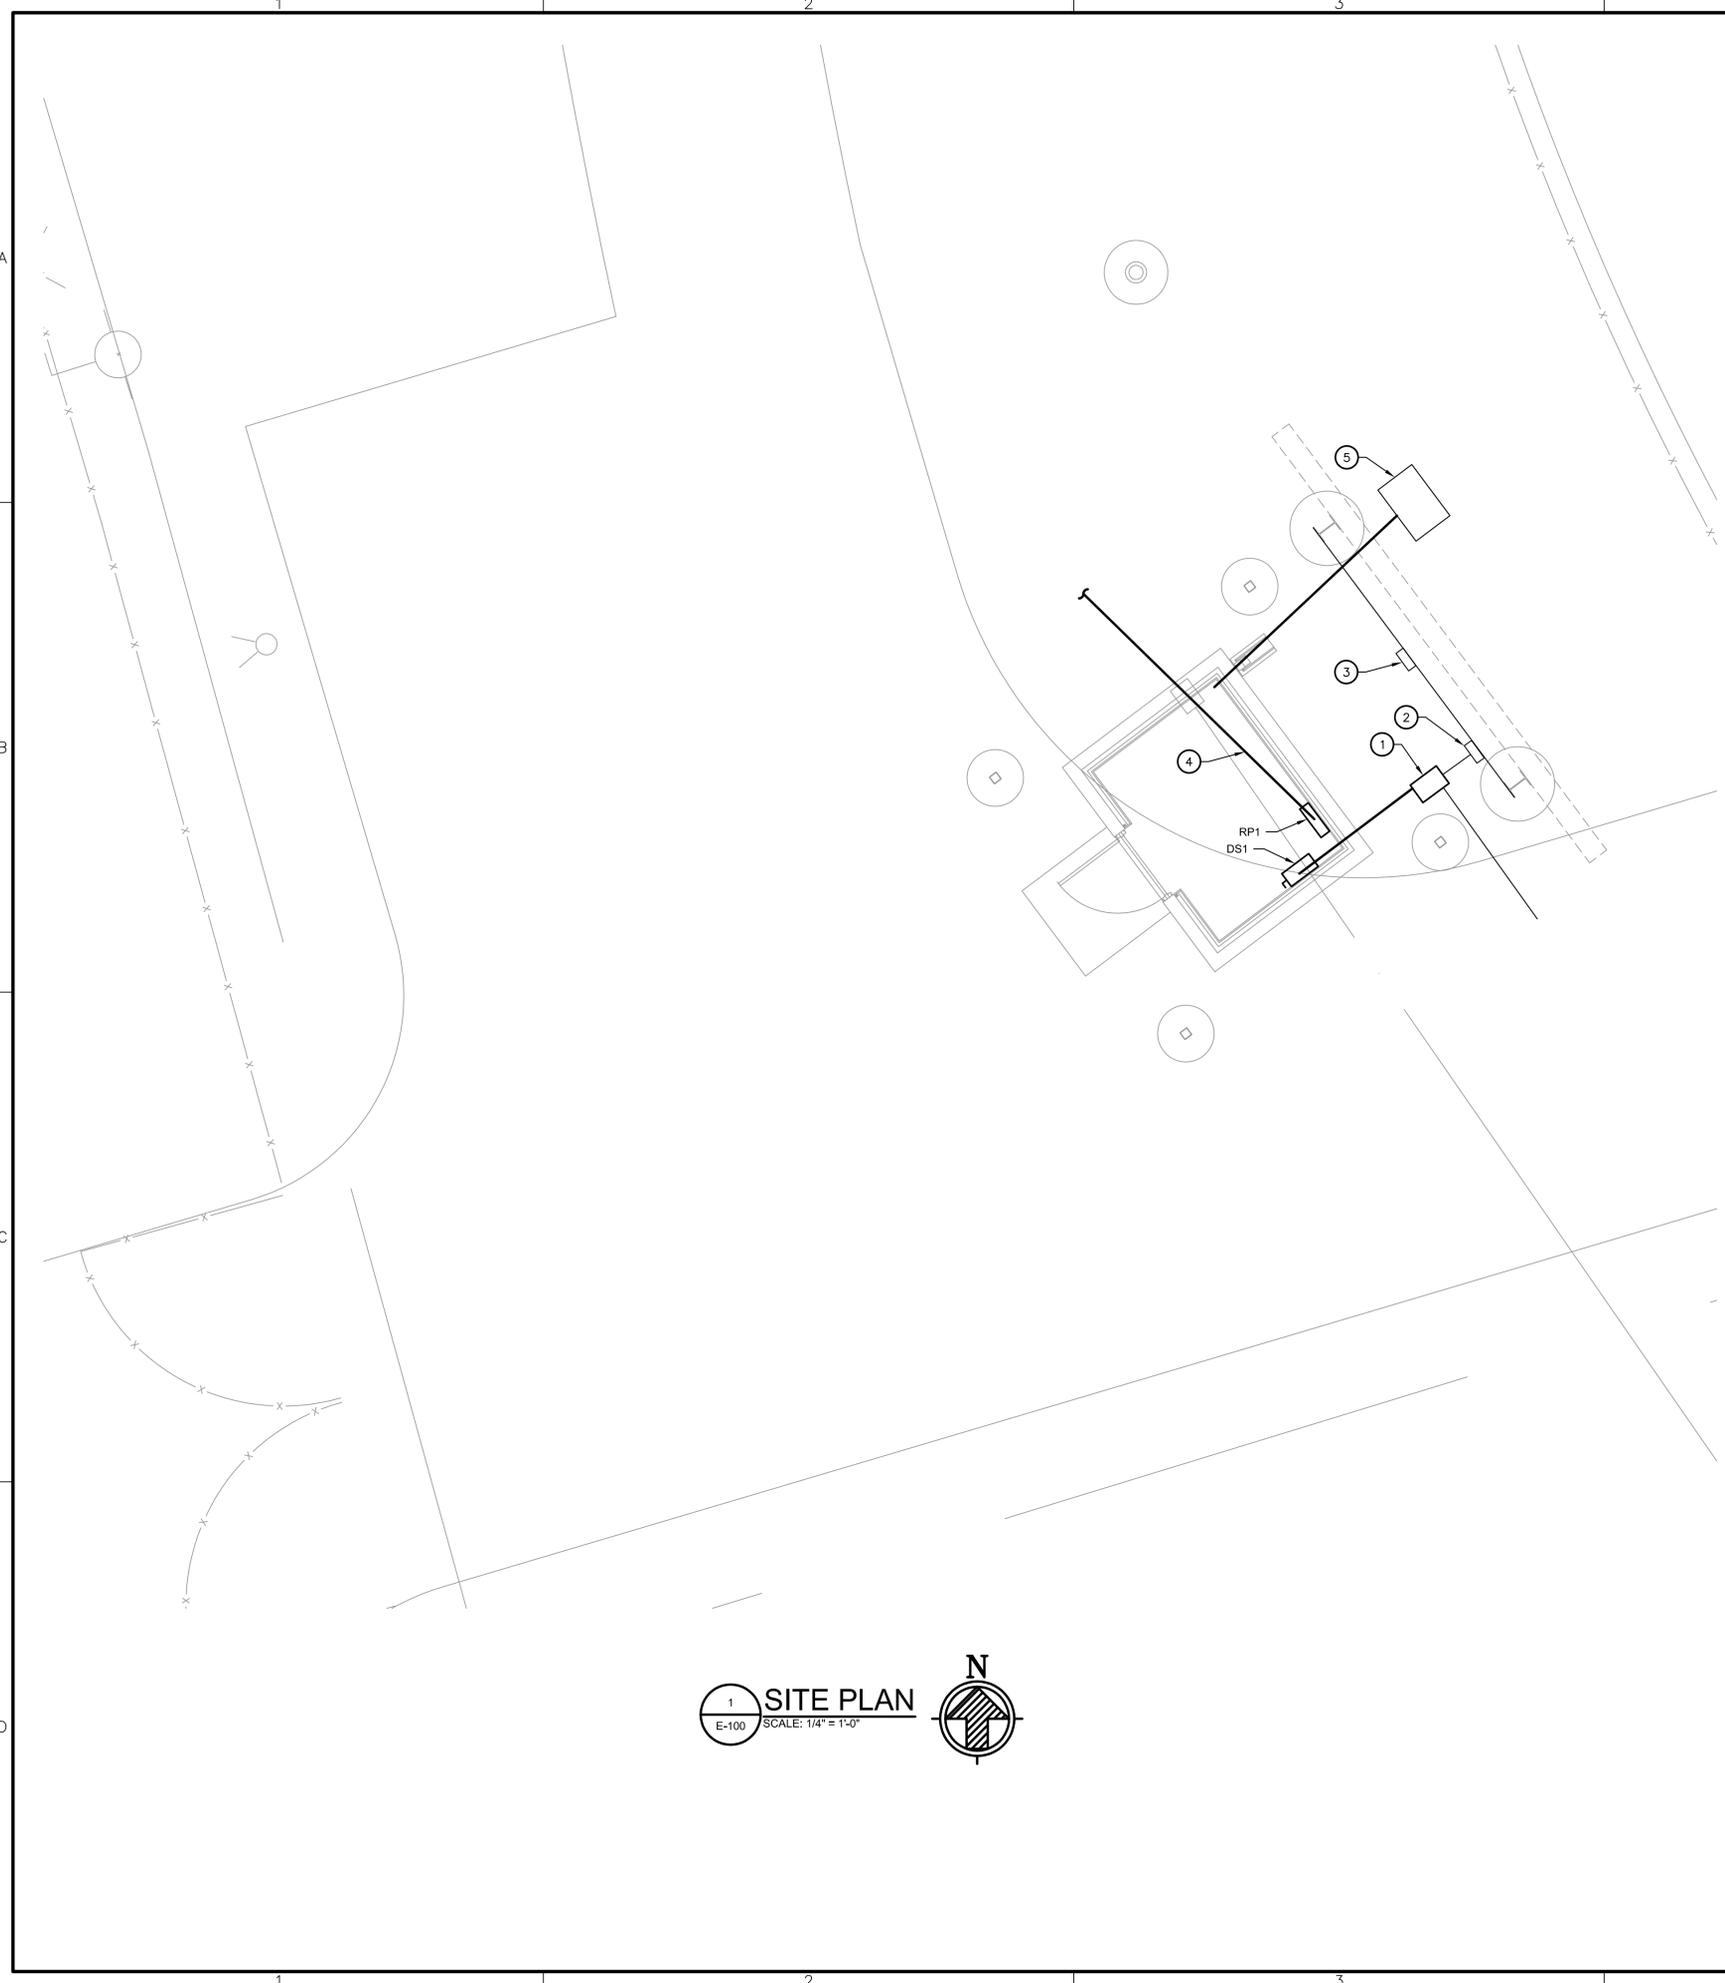 1 2 3
A
5
3
2
B
1
4
RP1
DS1
C
N
1 SITE PLAN
E-100 SCALE: 1/4" = 1'-0"
D
1 2 3